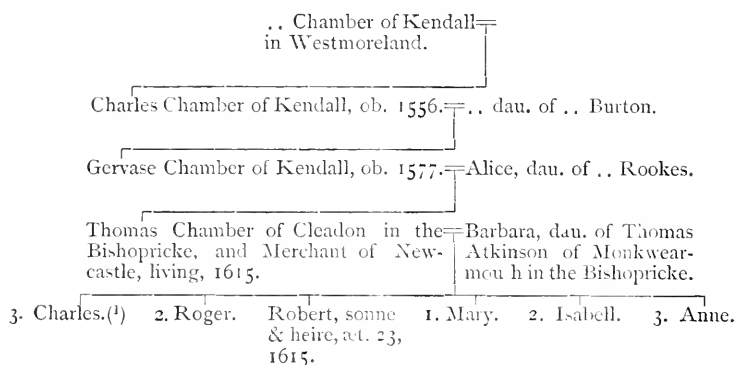 .. Chamber of Kendall
in Westmoreland.
Charles Chamber of Kendall, ob. 1556. .. dau. of .. Burton.
Gervase Chamber of Kendall, ob. 1577. Alice, dau. of .. Rookes.
Thomas Chamber of Cleadon in the
Bishopricke, and Merchant of New-
castle, living, 1615.
Barbara, dau. of Thomas
Atkinson of Monkwear-
mou h in the Bishopricke.
3. Charles.(¹)
2. Roger.
Robert, sonne
& heire, æt. 23,
1615.
1. Mary.
2. Isabell.
3. Anne.